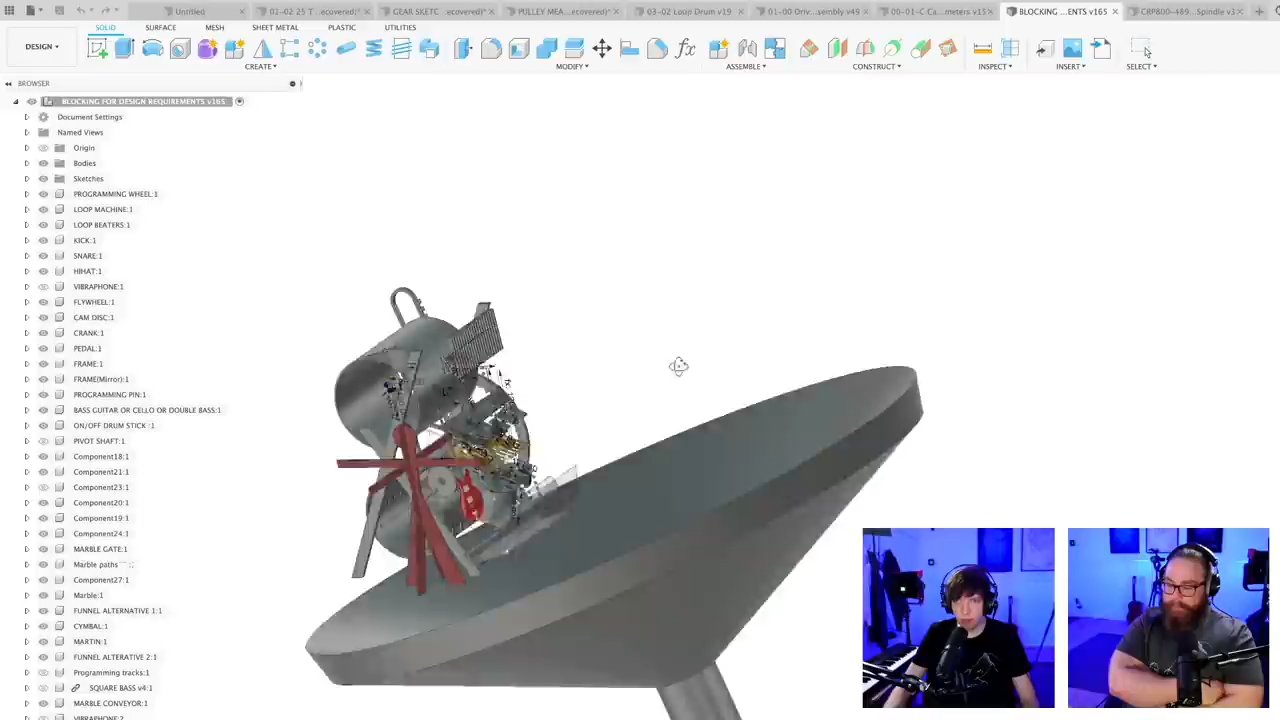 Untitled
01-02 25 T ...ecovered)*
GEAR SKETC ...ecovered)*
PULLEY MEA...ecovered)*
03-02 Loop Drum v19
01-00 Driv...sembly v49
00-01-C Ca...meters v15
BLOCKING ...ENTS v165
CRP800-489...Spindle v3
SOLID
SURFACE
MESH
SHEET METAL
PLASTIC
UTILITIES
DESIGN
CREATE
MODIFY
ASSEMBLE
CONSTRUCT
INSPECT
INSERT
SELECT
BROWSER
BLOCKING FOR DESIGN REQUIREMENTS v165
Document Settings
Named Views
Origin
Bodies
Sketches
PROGRAMMING WHEEL:1
LOOP MACHINE:1
LOOP BEATERS:1
KICK:1
SNARE:1
HIHAT:1
VIBRAPHONE:1
FLYWHEEL:1
CAM DISC:1
CRANK:1
PEDAL:1
FRAME:1
FRAME(Mirror):1
PROGRAMMING PIN:1
BASS GUITAR OR CELLO OR DOUBLE BASS:1
ON/OFF DRUM STICK :1
PIVOT SHAFT:1
Component18:1
Component21:1
Component23:1
Component20:1
Component19:1
Component24:1
MARBLE GATE:1
Marble paths
Component27:1
Marble:1
FUNNEL ALTERNATIVE 1:1
CYMBAL:1
MARTIN:1
FUNNEL ALTERATIVE 2:1
Programming tracks:1
SQUARE BASS v4:1
MARBLE CONVEYOR:1
VIBRAPHONE 2